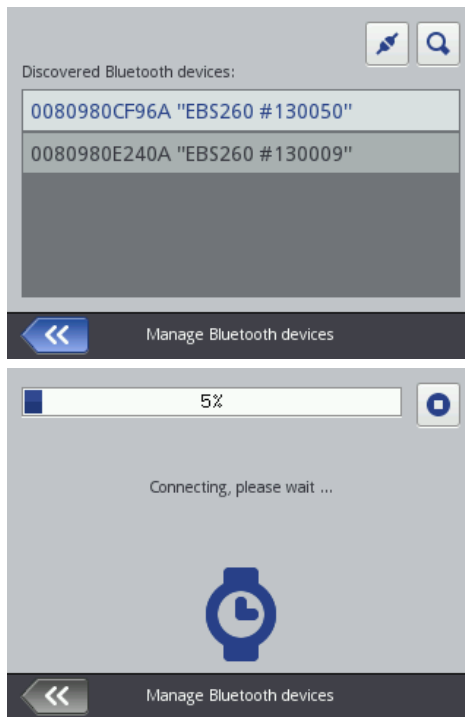 Discovered Bluetooth devices:
0080980CF96A "EBS260 #130050"
0080980E240A "EBS260 #130009"
Manage Bluetooth devices
5%
Connecting, please wait ...
Manage Bluetooth devices